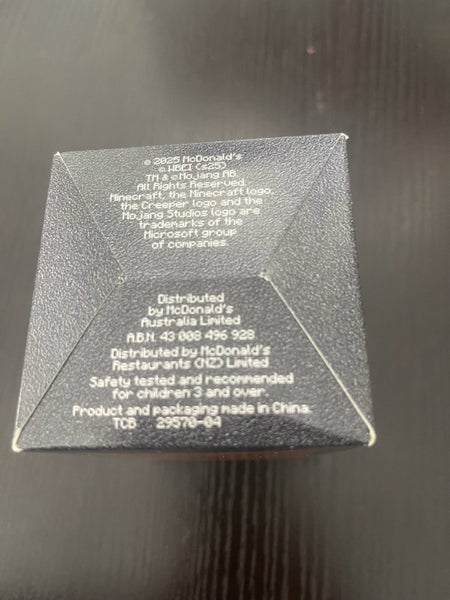 © 2025 McDonald's
© WBEI (s25)
TM & © Mojang AB.
All Rights Reserved.
Minecraft, the Minecraft logo,
the Creeper logo and the
Mojang Studios logo are
trademarks of the
Microsoft group
of companies.
Distributed
by McDonald's
Australia Limited
A.B.N. 43 008 496 928
Distributed by McDonald's
Restaurants (NZ) Limited
Safety tested and recommended
for children 3 and over.
Product and packaging made in China.
TCB 29570-04